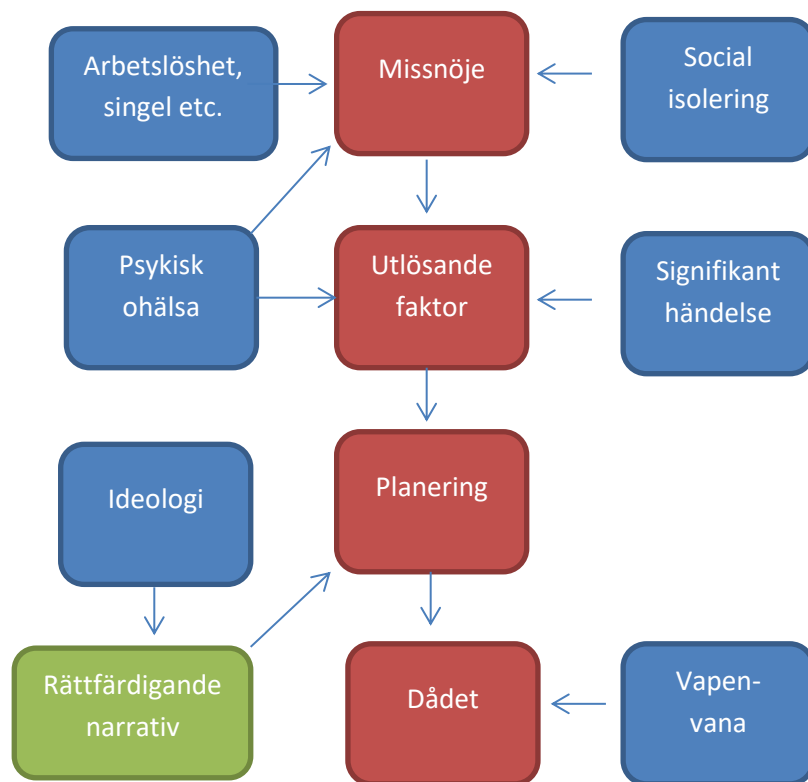 Arbetslöshet,
singel etc.
Missnöje
Social
isolering
Psykisk
ohälsa
Utlösande
faktor
Signifikant
händelse
Ideologi
Planering
Rättfärdigande
narrativ
Dådet
Vapen-
vana